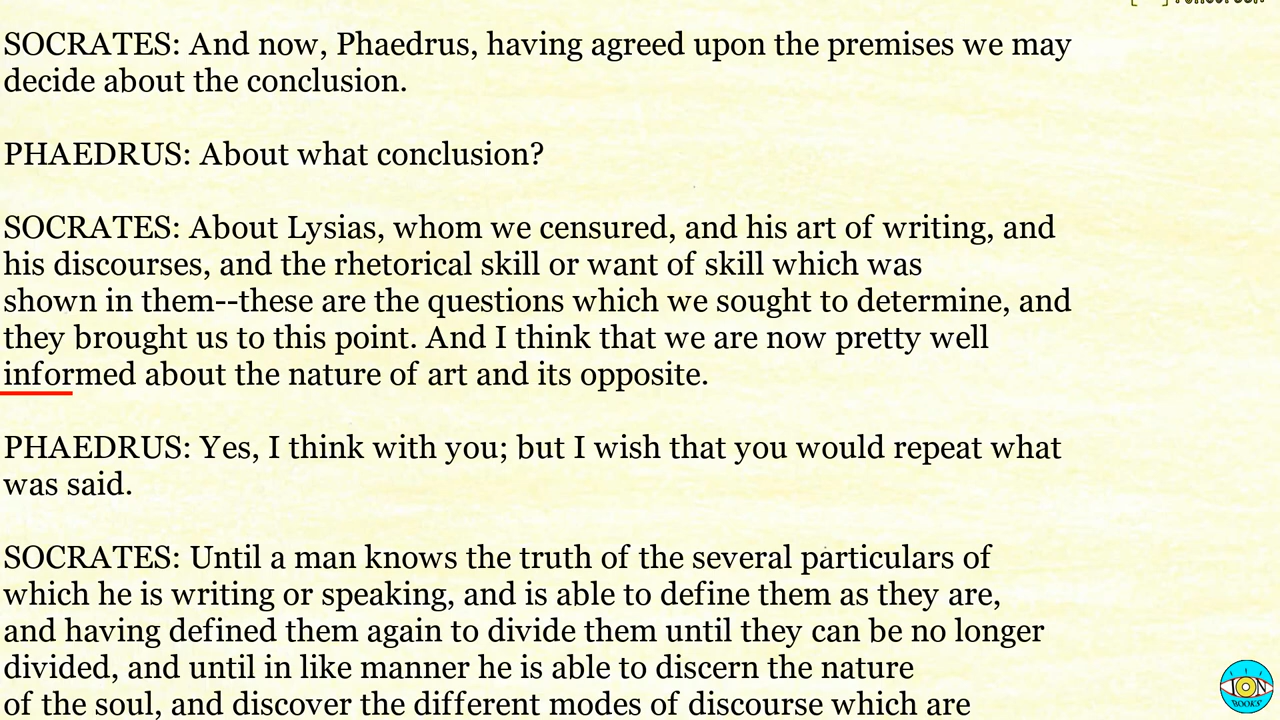 SOCRATES: And now, Phaedrus, having agreed upon the premises we may
decide about the conclusion.
PHAEDRUS: About what conclusion?
SOCRATES: About Lysias, whom we censured, and his art of writing, and
his discourses, and the rhetorical skill or want of skill which was
shown in them--these are the questions which we sought to determine, and
they brought us to this point. And I think that we are now pretty well
informed about the nature of art and its opposite.
PHAEDRUS: Yes, I think with you; but I wish that you would repeat what
was said.
SOCRATES: Until a man knows the truth of the several particulars of
which he is writing or speaking, and is able to define them as they are,
and having defined them again to divide them until they can be no longer
divided, and until in like manner he is able to discern the nature
of the soul, and discover the different modes of discourse which are
ION
BOOKS